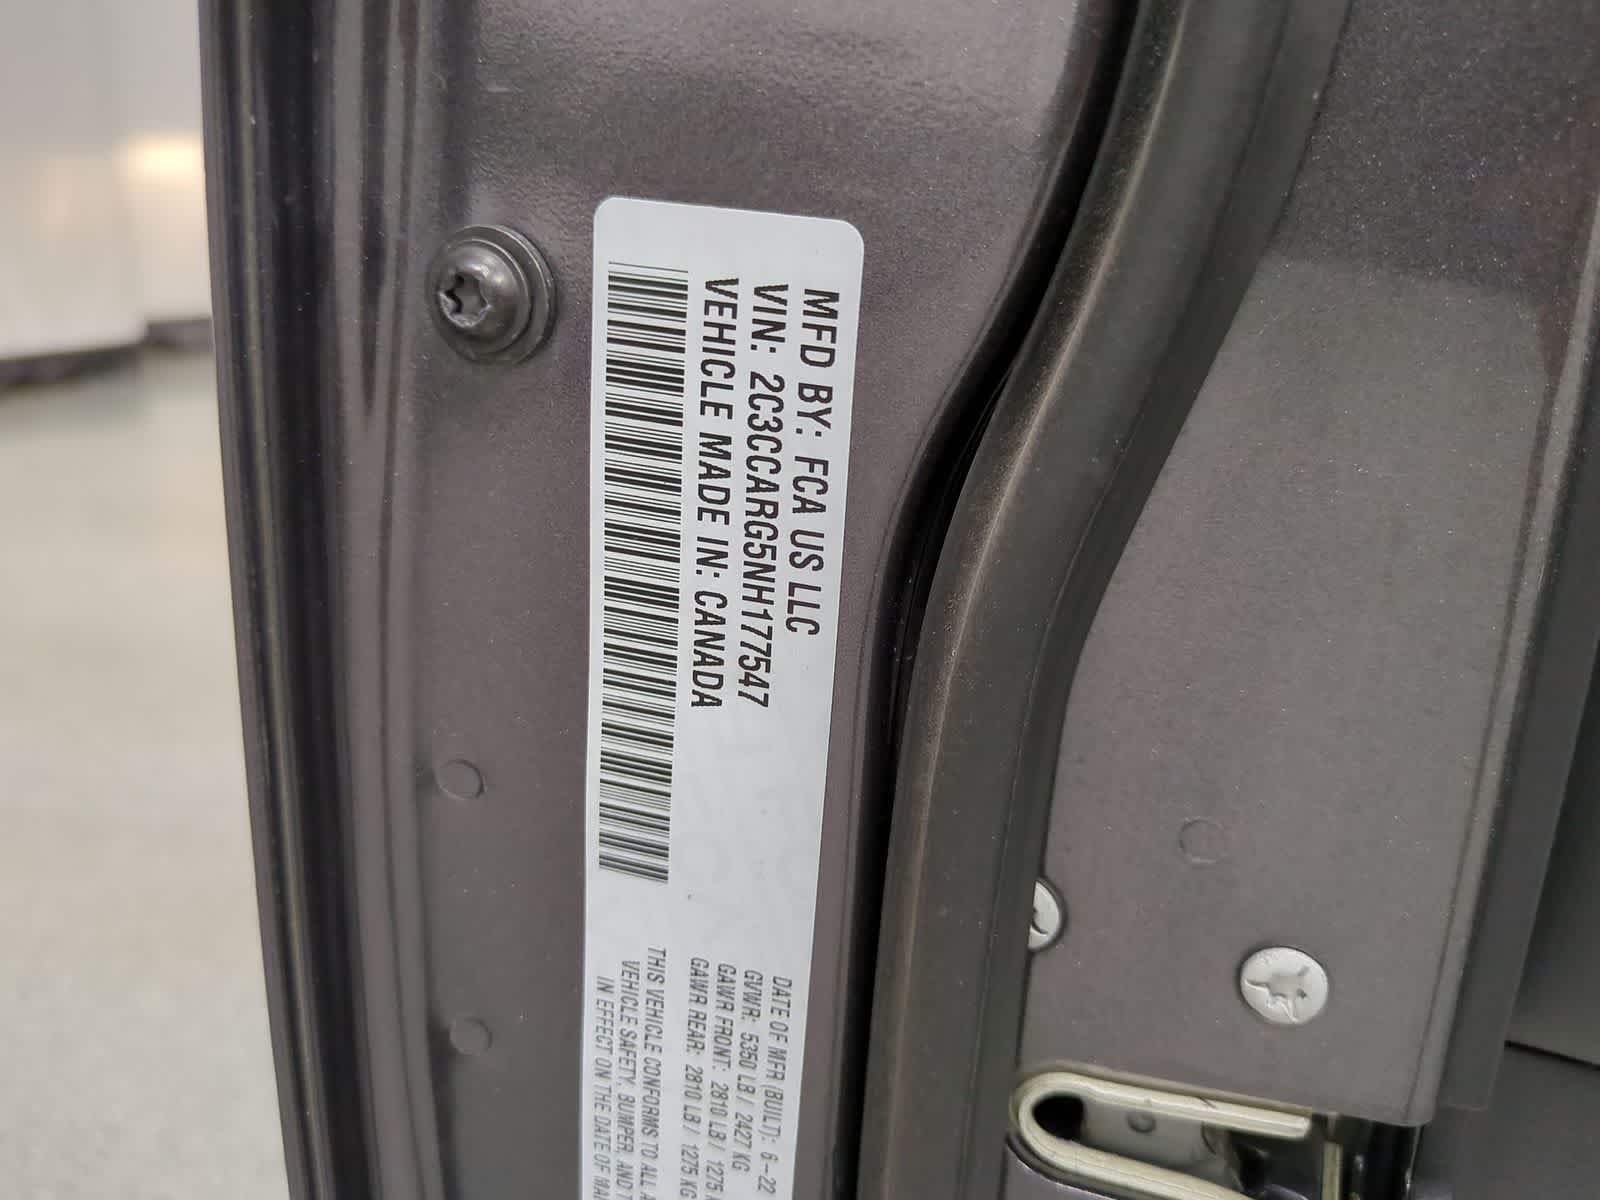 MFD BY: FCA US LLC
VIN: 2C3CCARG5NH177547
VEHICLE MADE IN: CANADA
DATE OF MFR (BUILT): 6-22
GVWR: 5350 LB / 2427 KG
GAWR FRONT: 2810 LB / 1275
GAWR REAR: 2810 LB / 1275 KG
THIS VEHICLE CONFORMS TO ALL
VEHICLE SAFETY, BUMPER, AND
IN EFFECT ON THE DATE OF